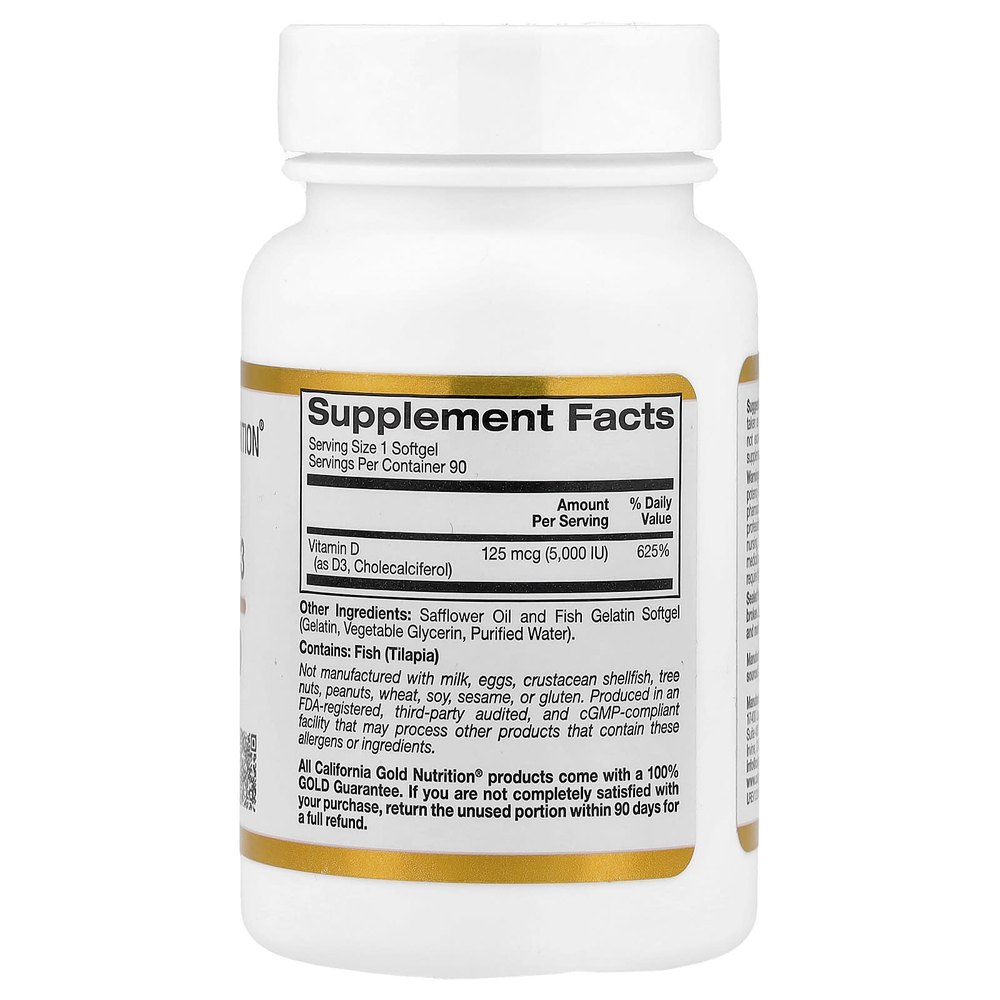 Supplement Facts
Serving Size 1 Softgel
Servings Per Container 90
Amount Per Serving
% Daily Value
Vitamin D
(as D3, Cholecalciferol)
125 mcg (5,000 IU)
625%
Other Ingredients: Safflower Oil and Fish Gelatin Softgel
(Gelatin, Vegetable Glycerin, Purified Water).
Contains: Fish (Tilapia)
Not manufactured with milk, eggs, crustacean shellfish, tree
nuts, peanuts, wheat, soy, sesame, or gluten. Produced in an
FDA-registered, third-party audited, and cGMP-compliant
facility that may process other products that contain these
allergens or ingredients.
All California Gold Nutrition® products come with a 100%
GOLD Guarantee. If you are not completely satisfied with
your purchase, return the unused portion within 90 days for
a full refund.